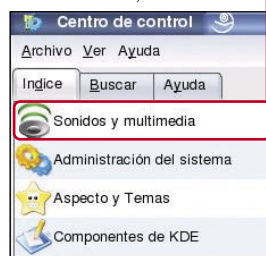 Centro de control
Archivo Ver Ayuda
Indice Buscar Ayuda
Sonidos y multimedia
Administración del sistema
Aspecto y Temas
Componentes de KDE